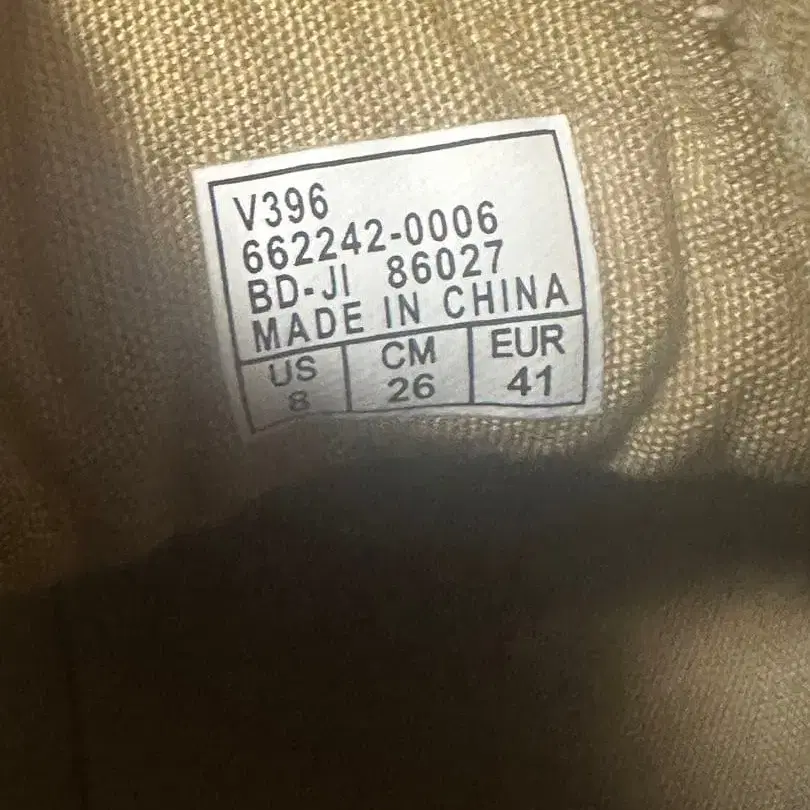 V396
662242-0006
BD-JI 86027
MADE IN CHINA
US CM EUR
8 26 41